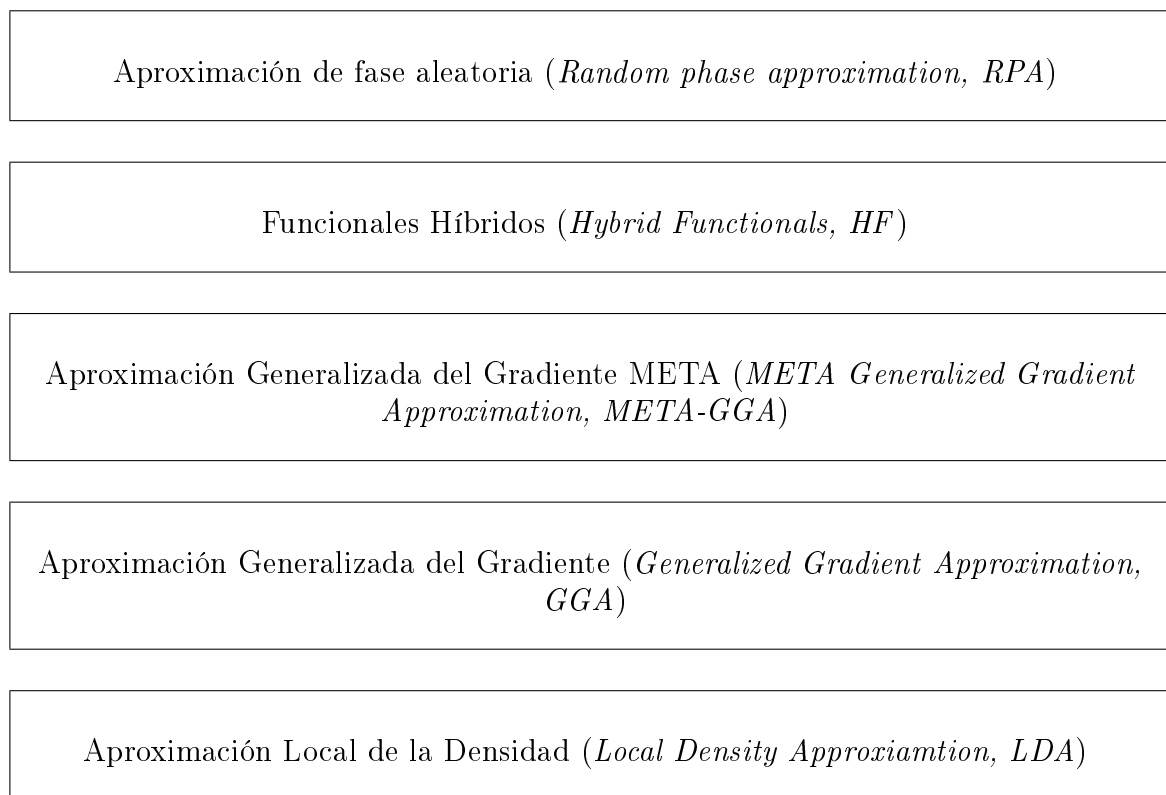 Aproximación de fase aleatoria (Random phase approximation, RPA)
Funcionales Híbridos (Hybrid Functionals, HF)
Aproximación Generalizada del Gradiente META (META Generalized Gradient
Approximation, META-GGA)
Aproximación Generalizada del Gradiente (Generalized Gradient Approximation,
GGA)
Aproximación Local de la Densidad (Local Density Approxiamtion, LDA)